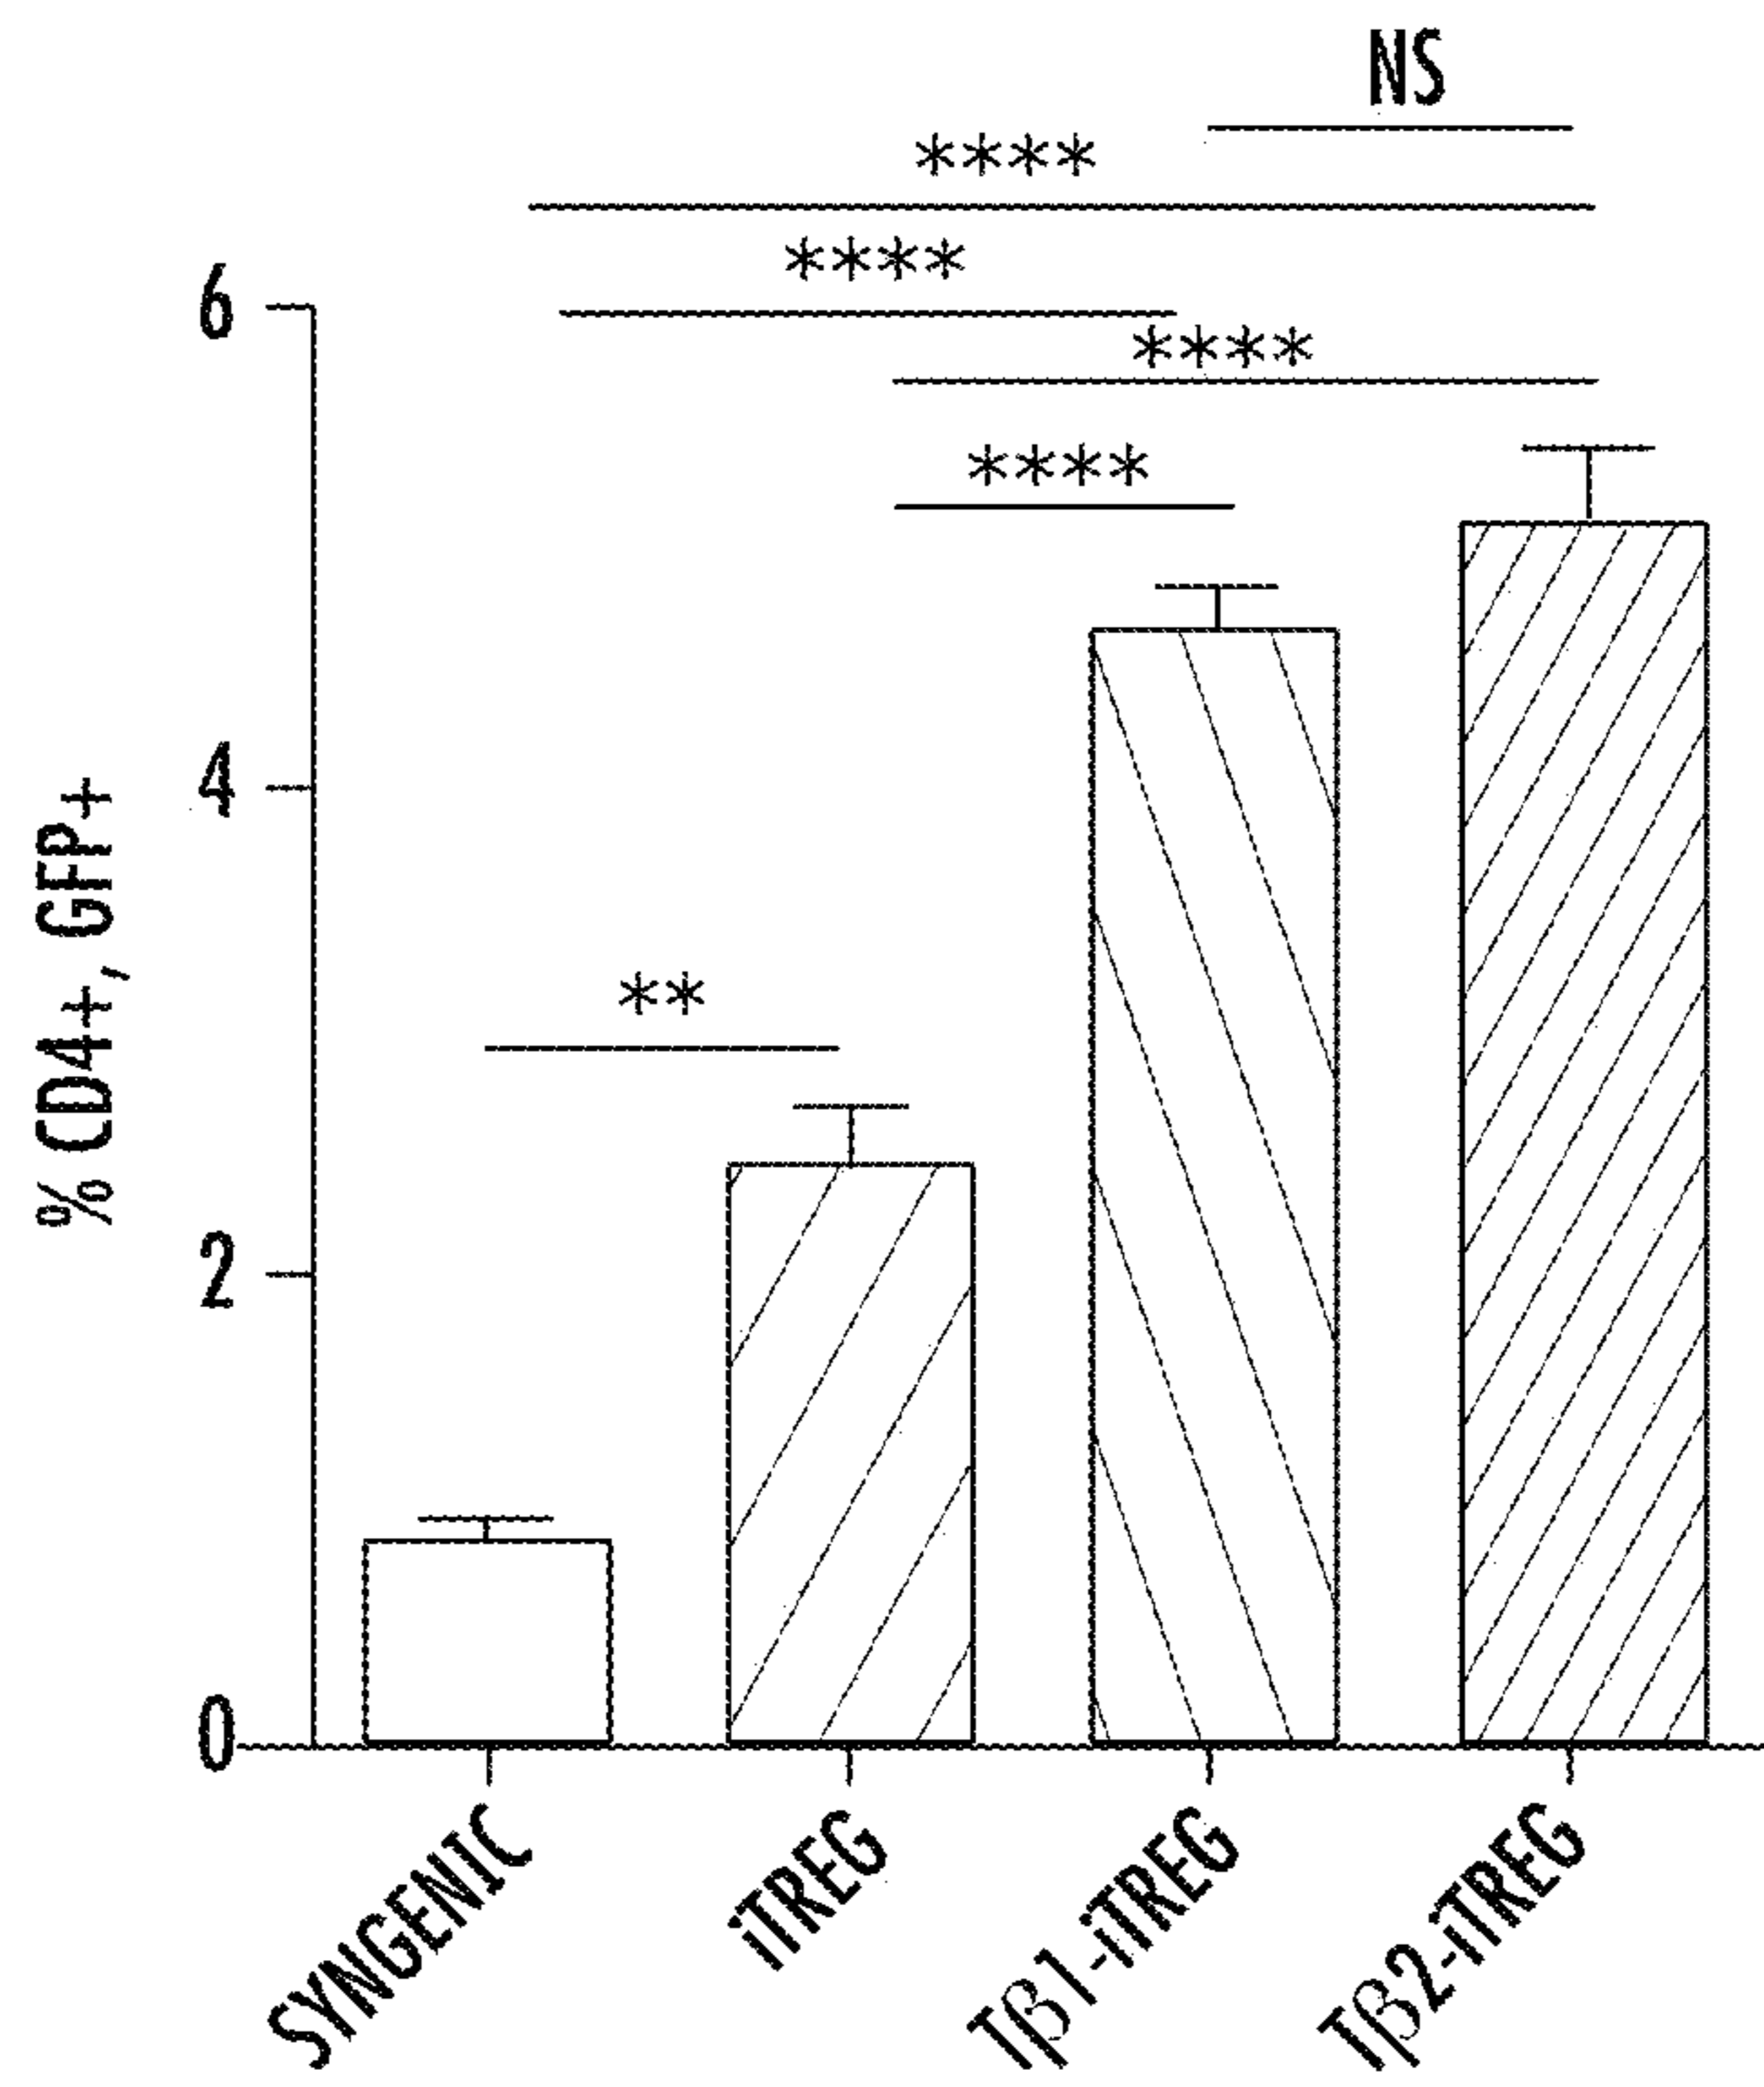 NS
****
****
****
****
**
6
4
2
0
% CD4+, GFP+
SYNGENIC
iTREG
Tβ1-iTREG
Tβ2-iTREG